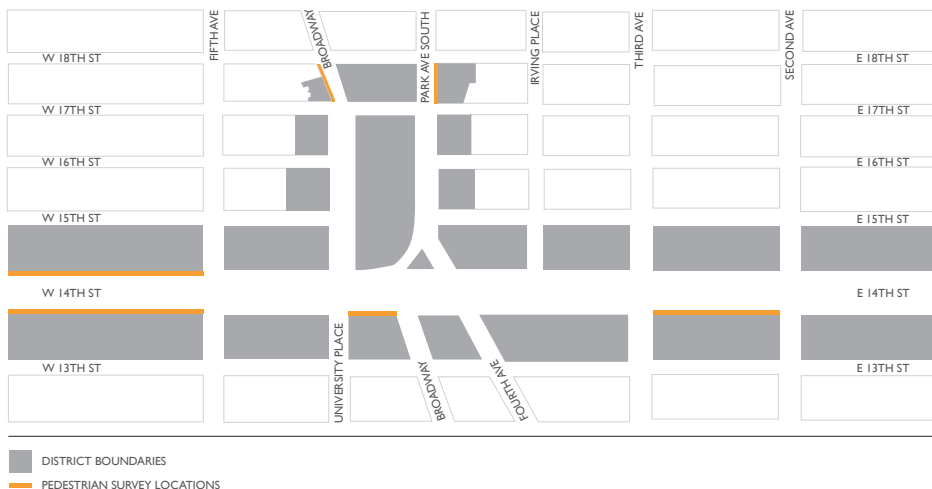 FIFTH AVE
BROADWAY
PARK AVE SOUTH
IRVING PLACE
THIRD AVE
SECOND AVE
W 18TH ST
E 18TH ST
W 17TH ST
E 17TH ST
W 16TH ST
E 16TH ST
W 15TH ST
E 15TH ST
W 14TH ST
E 14TH ST
UNIVERSITY PLACE
BROADWAY
FOURTH AVE
W 13TH ST
E 13TH ST
DISTRICT BOUNDARIES
PEDESTRIAN SURVEY LOCATIONS